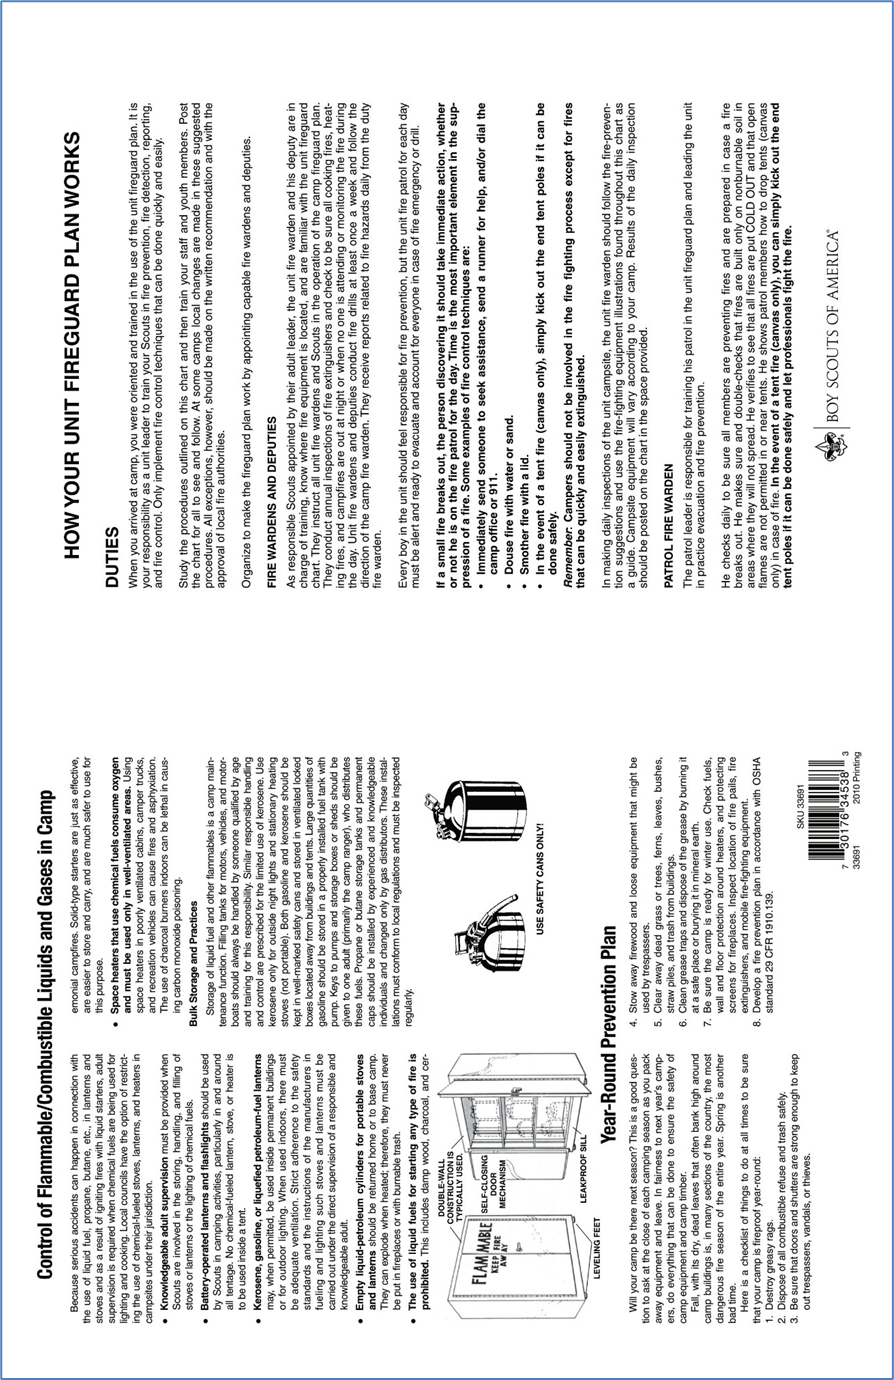 Control of Flammable/Combustible Liquids and Gases in Camp
Because serious accidents can happen in connection with
the use of liquid fuel, propane, butane, etc., in lanterns and
stoves and as a result of igniting fires with liquid starters, adult
supervision is required when chemical fuels are being used for
lighting and cooking. Local councils have the option of restrict-
ing the use of chemical-fueled stoves, lanterns, and heaters in
campsites under their jurisdiction.
• Knowledgeable adult supervision must be provided when
Scouts are involved in the storing, handling, and filling of
stoves or lanterns or the lighting of chemical fuels.
• Battery-operated lanterns and flashlights should be used
by Scouts in camping activities, particularly in and around
all tentage. No chemical-fueled lantern, stove, or heater is
to be used inside a tent.
• Kerosene, gasoline, or liquefied petroleum-fuel lanterns
may, when permitted, be used inside permanent buildings
or for outdoor lighting. When used indoors, there must
be adequate ventilation. Strict adherence to the safety
standards and the instructions of the manufacturers in
fueling and lighting such stoves and lanterns must be
carried out under the direct supervision of a responsible and
knowledgeable adult.
• Empty liquid-petroleum cylinders for portable stoves
and lanterns should be returned home or to base camp.
They can explode when heated; therefore, they must never
be put in fireplaces or with burnable trash.
• The use of liquid fuels for starting any type of fire is
prohibited. This includes damp wood, charcoal, and cer-
emonial campfires. Solid-type starters are just as effective,
are easier to store and carry, and are much safer to use for
this purpose.
• Space heaters that use chemical fuels consume oxygen
and must be used only in well-ventilated areas. Using
space heaters in poorly ventilated cabins, camper trucks,
and recreation vehicles can cause fires and asphyxiation.
The use of charcoal burners indoors can be lethal in caus-
ing carbon monoxide poisoning.
Bulk Storage and Practices
Storage of liquid fuel and other flammables is a camp main-
tenance function. Filling tanks for motors, vehicles, and motor-
boats should always be handled by someone qualified by age
and training for this responsibility. Similar responsible handling
and control are prescribed for the limited use of kerosene. Use
kerosene only for outside night lights and stationary heating
stoves (not portable). Both gasoline and kerosene should be
kept in well-marked safety cans and stored in ventilated locked
boxes located away from buildings and tents. Large quantities of
gasoline should be stored in a properly installed fuel tank with
pump. Keys to pumps and storage boxes or sheds should be
given to one adult (primarily the camp ranger), who distributes
these fuels. Propane or butane storage tanks and permanent
caps should be installed by experienced and knowledgeable
individuals and changed only by gas distributors. These instal-
lations must conform to local regulations and must be inspected
regularly.
DOUBLE-WALL
CONSTRUCTION IS
TYPICALLY USED.
SELF-CLOSING
DOOR
MECHANISM
FLAMMABLE
KEEP FIRE
AWAY
LEAKPROOF SILL
LEVELING FEET
USE SAFETY CANS ONLY!
Year-Round Prevention Plan
Will your camp be there next season? This is a good ques-
tion to ask at the close of each camping season as you pack
away equipment and leave. In fairness to next year's camp-
ers, do everything that can be done to ensure the safety of
camp equipment and camp timber.
Fall, with its dry, dead leaves that often bank high around
camp buildings is, in many sections of the country, the most
dangerous fire season of the entire year. Spring is another
bad time.
Here is a checklist of things to do at all times to be sure
that your camp is fireproof year-round:
1. Destroy greasy rags.
2. Dispose of all combustible refuse and trash safely.
3. Be sure that doors and shutters are strong enough to keep
out trespassers, vandals, or thieves.
4. Stow away firewood and loose equipment that might be
used by trespassers.
5. Clear away dead grass or trees, ferns, leaves, bushes,
straw piles, and trash from buildings.
6. Clean grease traps and dispose of the grease by burning it
at a safe place or burying it in mineral earth.
7. Be sure the camp is ready for winter use. Check fuels,
wall and floor protection around heaters, and protecting
screens for fireplaces. Inspect location of fire pails, fire
extinguishers, and mobile fire-fighting equipment.
8. Develop a fire prevention plan in accordance with OSHA
standard 29 CFR 1910.139.
SKU 33691
7 30176 34538 3
33691 2010 Printing
HOW YOUR UNIT FIREGUARD PLAN WORKS
DUTIES
When you arrived at camp, you were oriented and trained in the use of the unit fireguard plan. It is
your responsibility as a unit leader to train your Scouts in fire prevention, fire detection, reporting,
and fire control. Only implement fire control techniques that can be done quickly and easily.
Study the procedures outlined on this chart and then train your staff and youth members. Post
the chart for all to see and follow. At some camps local changes are made in these suggested
procedures. All exceptions, however, should be made on the written recommendation and with the
approval of local fire authorities.
Organize to make the fireguard plan work by appointing capable fire wardens and deputies.
FIRE WARDENS AND DEPUTIES
As responsible Scouts appointed by their adult leader, the unit fire warden and his deputy are in
charge of training, know where fire equipment is located, and are familiar with the unit fireguard
chart. They instruct all unit fire wardens and Scouts in the operation of the camp fireguard plan.
They conduct annual inspections of fire extinguishers and check to be sure all cooking fires, heat-
ing fires, and campfires are out at night or when no one is attending or monitoring the fire during
the day. Unit fire wardens and deputies conduct fire drills at least once a week and follow the
direction of the camp fire warden. They receive reports related to fire hazards daily from the duty
fire warden.
Every boy in the unit should feel responsible for fire prevention, but the unit fire patrol for each day
must be alert and ready to evacuate and account for everyone in case of fire emergency or drill.
If a small fire breaks out, the person discovering it should take immediate action, whether
or not he is on the fire patrol for the day. Time is the most important element in the sup-
pression of a fire. Some examples of fire control techniques are:
• Immediately send someone to seek assistance, send a runner for help, and/or dial the
camp office or 911.
• Douse fire with water or sand.
• Smother fire with a lid.
• In the event of a tent fire (canvas only), simply kick out the end tent poles if it can be
done safely.
Remember: Campers should not be involved in the fire fighting process except for fires
that can be quickly and easily extinguished.
In making daily inspections of the unit campsite, the unit fire warden should follow the fire-preven-
tion suggestions and use the fire-fighting equipment illustrations found throughout this chart as
a guide. Campsite equipment will vary according to your camp. Results of the daily inspection
should be posted on the chart in the space provided.
PATROL FIRE WARDEN
The patrol leader is responsible for training his patrol in the unit fireguard plan and leading the unit
in practice evacuation and fire prevention.
He checks daily to be sure all members are preventing fires and are prepared in case a fire
breaks out. He makes sure and double-checks that fires are built only on nonburnable soil in
areas where they will not spread. He verifies to see that all fires are put COLD OUT and that open
flames are not permitted in or near tents. He shows patrol members how to drop tents (canvas
only) in case of fire. In the event of a tent fire (canvas only), you can simply kick out the end
tent poles if it can be done safely and let professionals fight the fire.
BOY SCOUTS OF AMERICA®